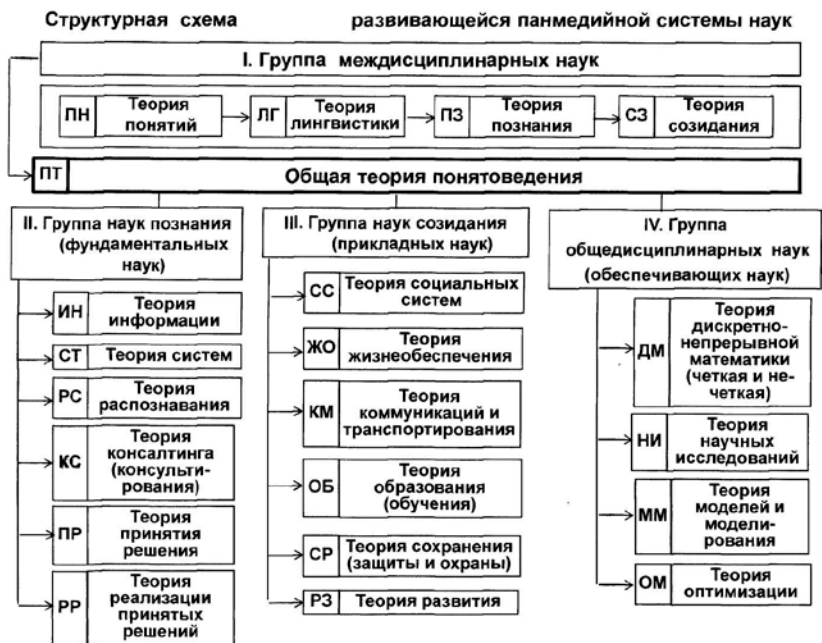 Структурная схема развивающейся панмедийной системы наук
I. Группа междисциплинарных наук
ПН
Теория
понятий
ЛГ
Теория
лингвистики
ПЗ
Теория
познания
СЗ
Теория
созидания
ПТ
Общая теория понятоведения
II. Группа наук познания
(фундаментальных
наук)
ИН
Теория
информации
СТ
Теория систем
РС
Теория
распознавания
КС
Теория
консалтинга
(консульти-
рования)
ПР
Теория
принятия
решения
РР
Теория
реализации
принятых
решений
III. Группа наук созидания
(прикладных наук)
СС
Теория социальных
систем
ЖО
Теория
жизнеобеспечения
КМ
Теория
коммуникаций и
транспортирования
ОБ
Теория
образования
(обучения)
СР
Теория сохранения
(защиты и охраны)
РЗ
Теория развития
IV. Группа
общедисциплинарных наук
(обеспечивающих наук)
ДМ
Теория
дискретно-
непрерывной
математики
(четкая и не-
четкая)
НИ
Теория
научных
исследований
ММ
Теория
моделей и
модели-
рования
ОМ
Теория
оптимизации